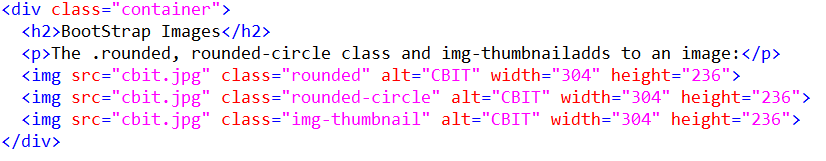 <div class="container">
  <h2>BootStrap Images</h2>
  <p>The .rounded, rounded-circle class and img-thumbnailadds to an image:</p>
  <img src="cbit.jpg" class="rounded" alt="CBIT" width="304" height="236">
  <img src="cbit.jpg" class="rounded-circle" alt="CBIT" width="304" height="236">
  <img src="cbit.jpg" class="img-thumbnail" alt="CBIT" width="304" height="236">
</div>